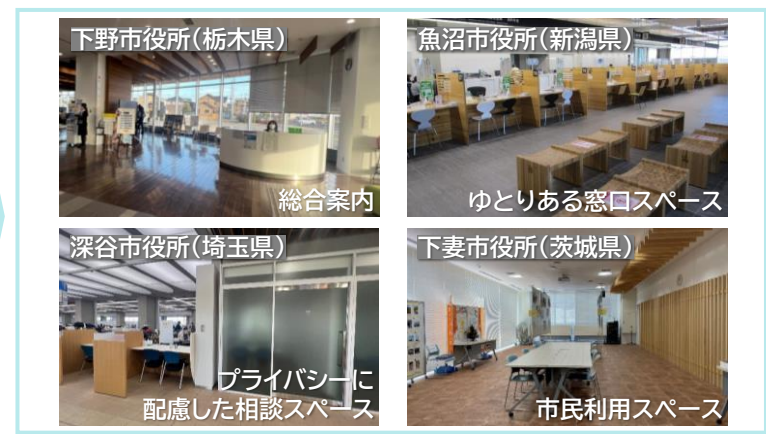 下野市役所(栃木県)
総合案内
魚沼市役所(新潟県)
ゆとりある窓口スペース
深谷市役所(埼玉県)
プライバシーに
配慮した相談スペース
下妻市役所(茨城県)
市民利用スペース